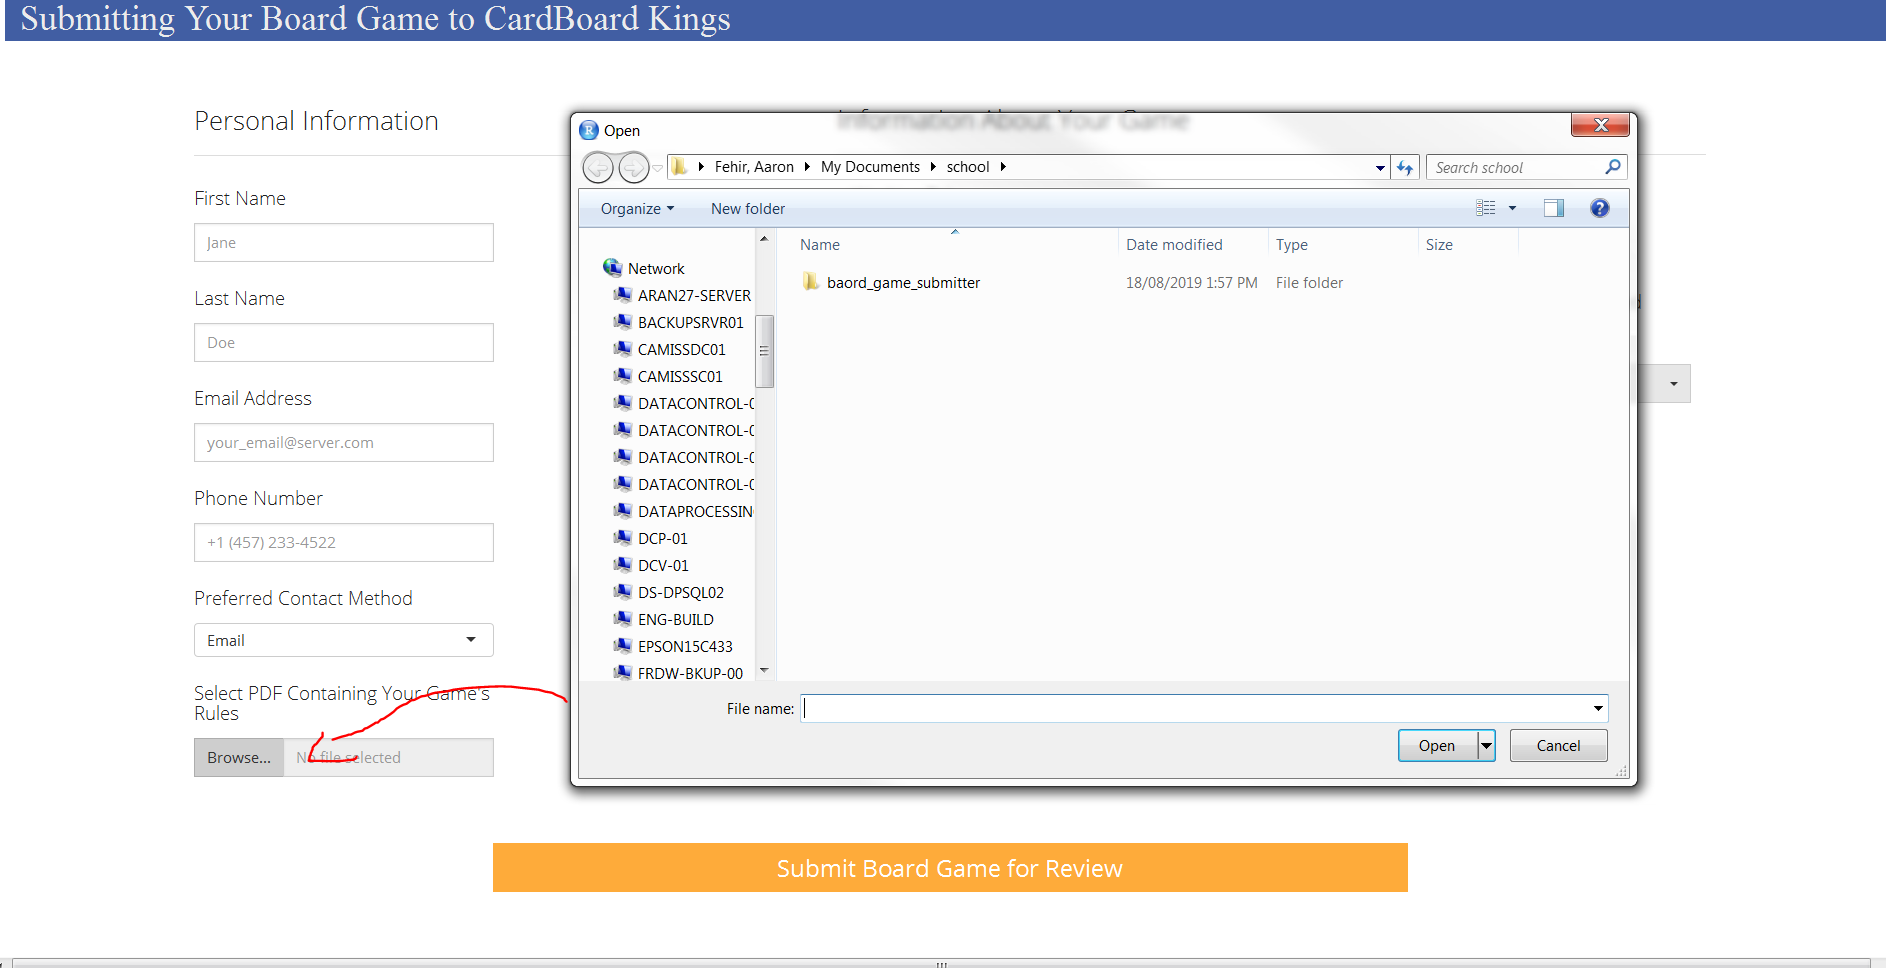 Submitting Your Board Game to CardBoard Kings
Personal Information
First Name
Jane
Last Name
Doe
Email Address
your_email@server.com
Phone Number
+1 (457) 233-4522
Preferred Contact Method
Email
Select PDF Containing Your Game's
Rules
Browse... No file selected
Information About Your Game
Open
Fehir, Aaron My Documents school
Search school
Organize New folder
Name Date modified Type Size
baord_game_submitter 18/08/2019 1:57 PM File folder
Network
ARAN27-SERVER
BACKUPSRVR01
CAMISSDC01
CAMISSSC01
DATACONTROL-0
DATACONTROL-0
DATACONTROL-0
DATACONTROL-0
DATAPROCESSIN
DCP-01
DCV-01
DS-DPSQL02
ENG-BUILD
EPSON15C433
FRDW-BKUP-00
File name:
Open Cancel
Submit Board Game for Review